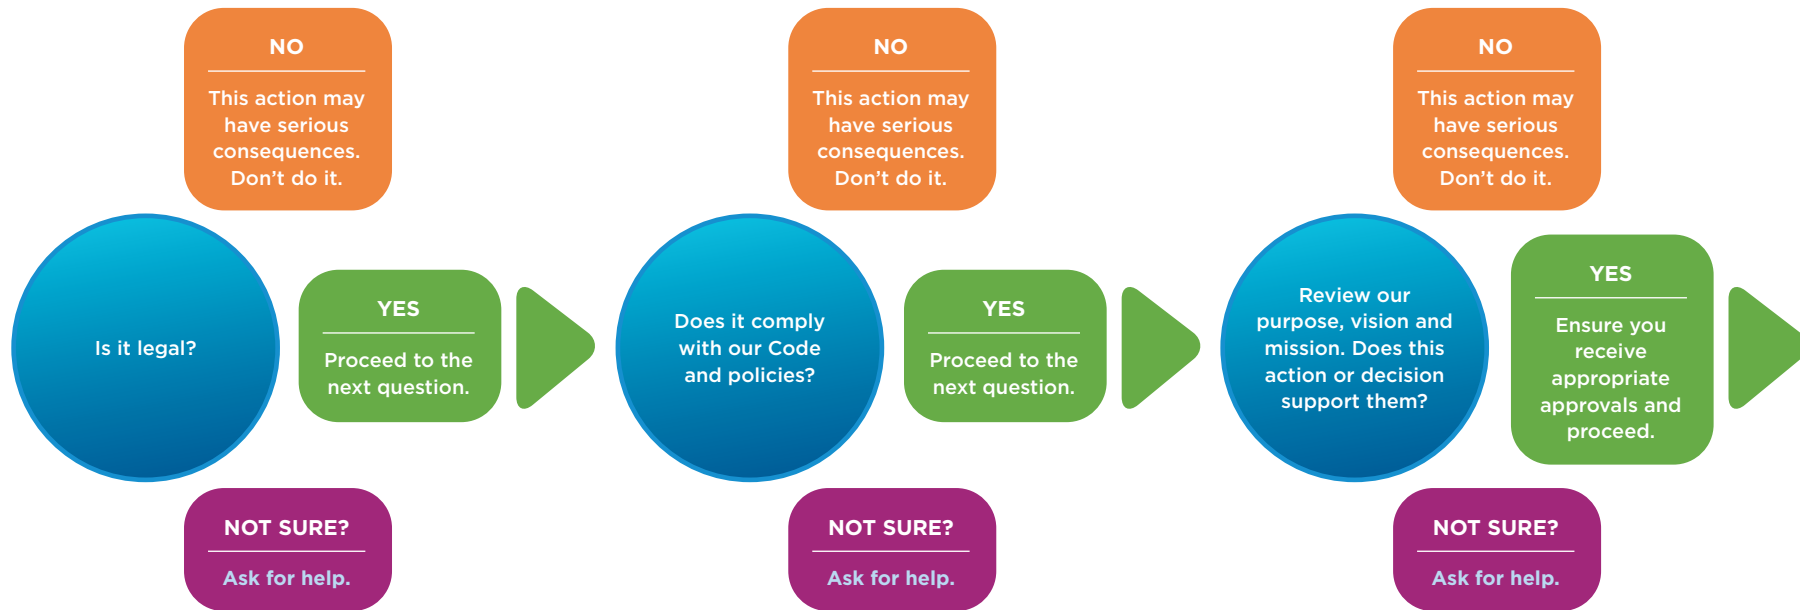 NO
This action may
have serious
consequences.
Don’t do it.
Is it legal?
YES
Proceed to the
next question.
NOT SURE?
Ask for help.
NO
This action may
have serious
consequences.
Don’t do it.
Does it comply
with our Code
and policies?
YES
Proceed to the
next question.
NOT SURE?
Ask for help.
NO
This action may
have serious
consequences.
Don’t do it.
Review our
purpose, vision and
mission. Does this
action or decision
support them?
YES
Ensure you
receive
appropriate
approvals and
proceed.
NOT SURE?
Ask for help.